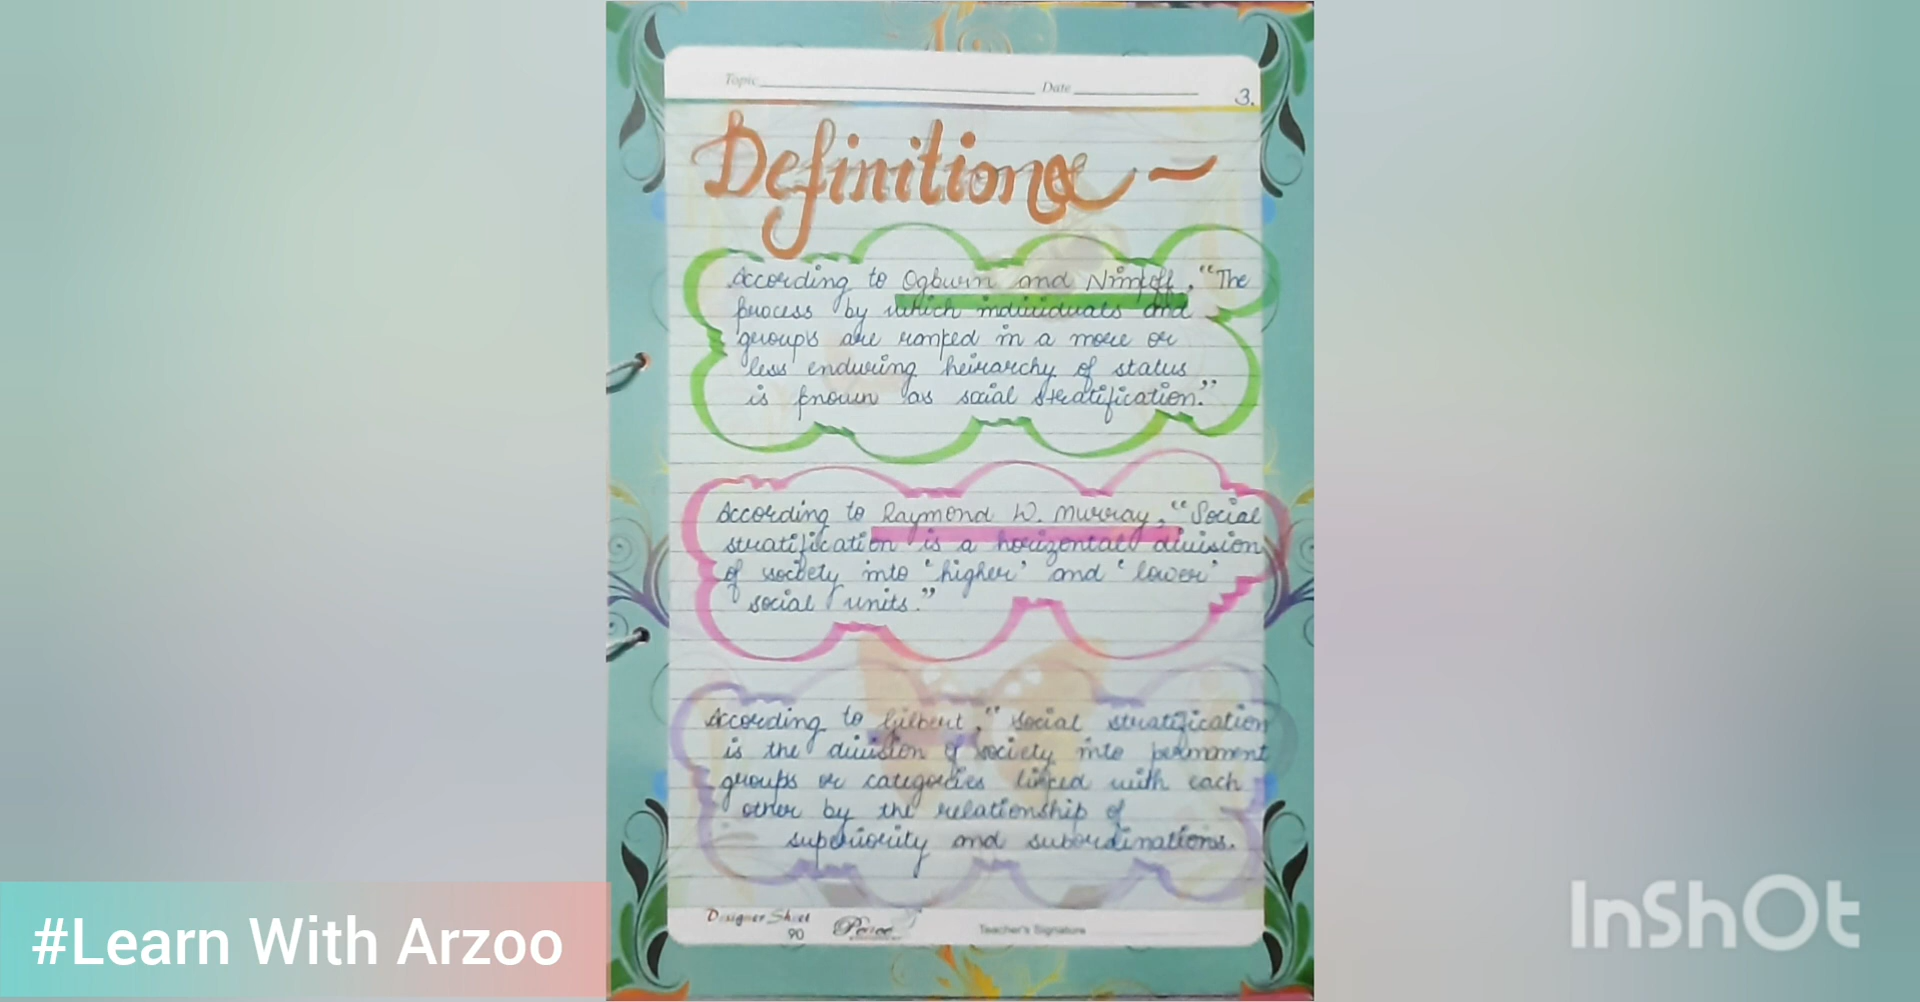 Topic Date
3.
Definitions -
According to Ogburn and Nimkoff, "The
process by which individuals and
groups are ranked in a more or
less enduring heirarchy of status
is known as social stratification."
According to Raymond W. Murray, "Social
stratification is a horizontal division
of society into 'higher' and 'lower'
social units."
According to Gilbert, "social stratification
is the division of society into permanent
groups or categories linked with each
other by the relationship of
superiority and subordinations.
Designer Sheet
90
Teacher's Signature
#Learn With Arzoo
InShOt